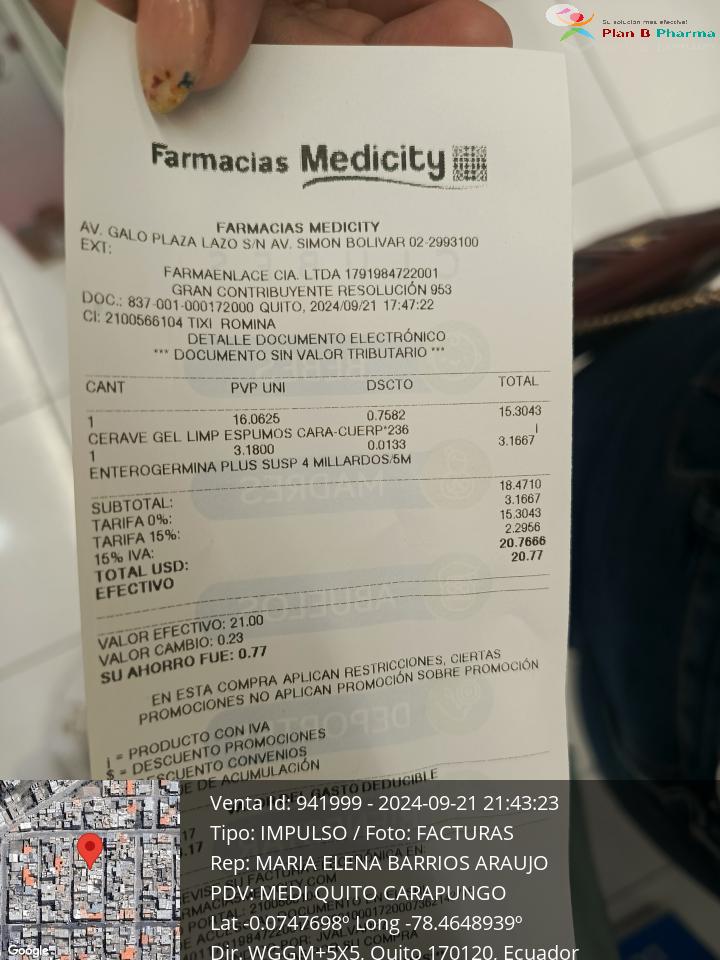 Su solución mas efectiva!
Plan B Pharma
Farmacias Medicity
FARMACIAS MEDICITY
AV. GALO PLAZA LAZO S/N AV. SIMON BOLIVAR 02-2993100
EXT:
FARMAENLACE CIA. LTDA 1791984722001
GRAN CONTRIBUYENTE RESOLUCIÓN 953
DOC.: 837-001-000172000 QUITO, 2024/09/21 17:47:22
CI: 2100566104 TIXI ROMINA
DETALLE DOCUMENTO ELECTRÓNICO
*** DOCUMENTO SIN VALOR TRIBUTARIO ***
CANT PVP UNI DSCTO TOTAL
1 16.0625 0.7582 15.3043
CERAVE GEL LIMP ESPUMOS CARA-CUERP*236 I
1 3.1800 0.0133 3.1667
ENTEROGERMINA PLUS SUSP 4 MILLARDOS/5M
SUBTOTAL: 18.4710
TARIFA 0%: 3.1667
TARIFA 15%: 15.3043
15% IVA: 2.2956
TOTAL USD: 20.7666
EFECTIVO 20.77
VALOR EFECTIVO: 21.00
VALOR CAMBIO: 0.23
SU AHORRO FUE: 0.77
EN ESTA COMPRA APLICAN RESTRICCIONES, CIERTAS
PROMOCIONES NO APLICAN PROMOCIÓN SOBRE PROMOCIÓN
i = PRODUCTO CON IVA
$ = DESCUENTO PROMOCIONES
DESCUENTO CONVENIOS
DE ACUMULACIÓN
GASTO DEDUCIBLE
Venta Id: 941999 - 2024-09-21 21:43:23
Tipo: IMPULSO / Foto: FACTURAS
Rep: MARIA ELENA BARRIOS ARAUJO
PDV: MEDI.QUITO CARAPUNGO
Lat -0.0747698º Long -78.4648939º
Dir. WGGM+5X5, Quito 170120, Ecuador
Google